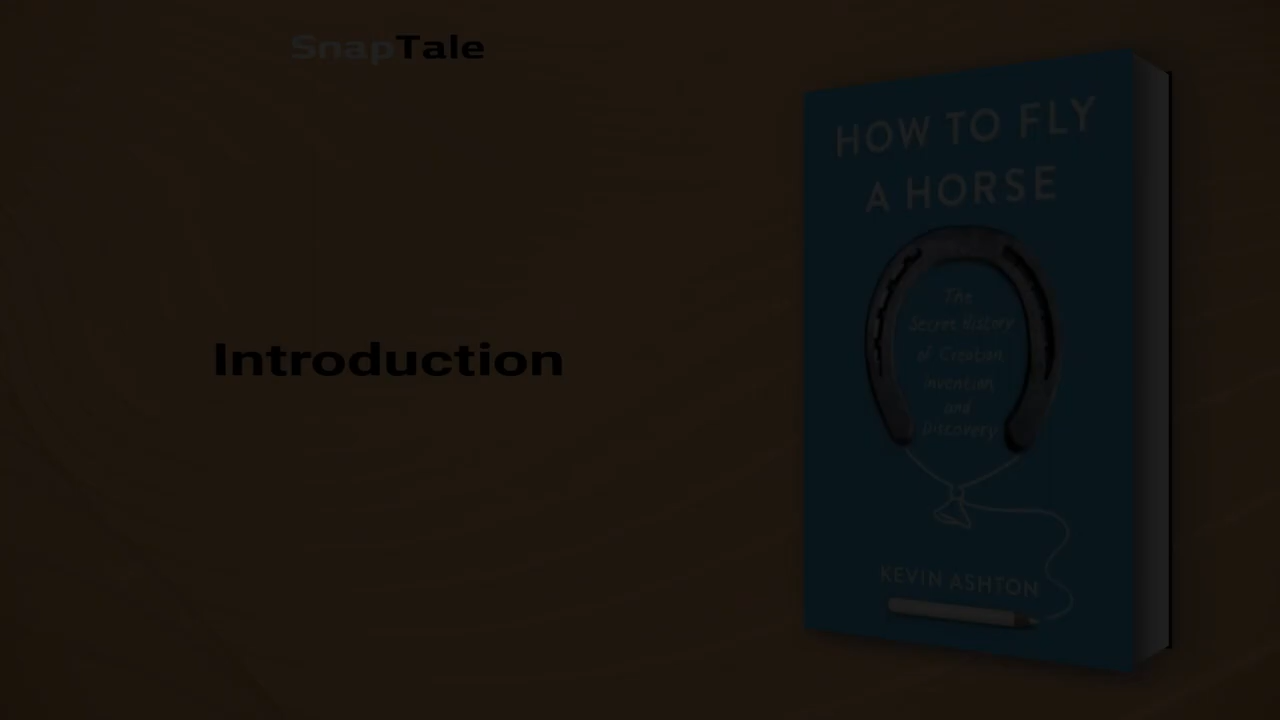 SnapTale
Introduction
HOW TO FLY
A HORSE
The
Secret History
of Creation
Invention
and
Discovery
KEVIN ASHTON